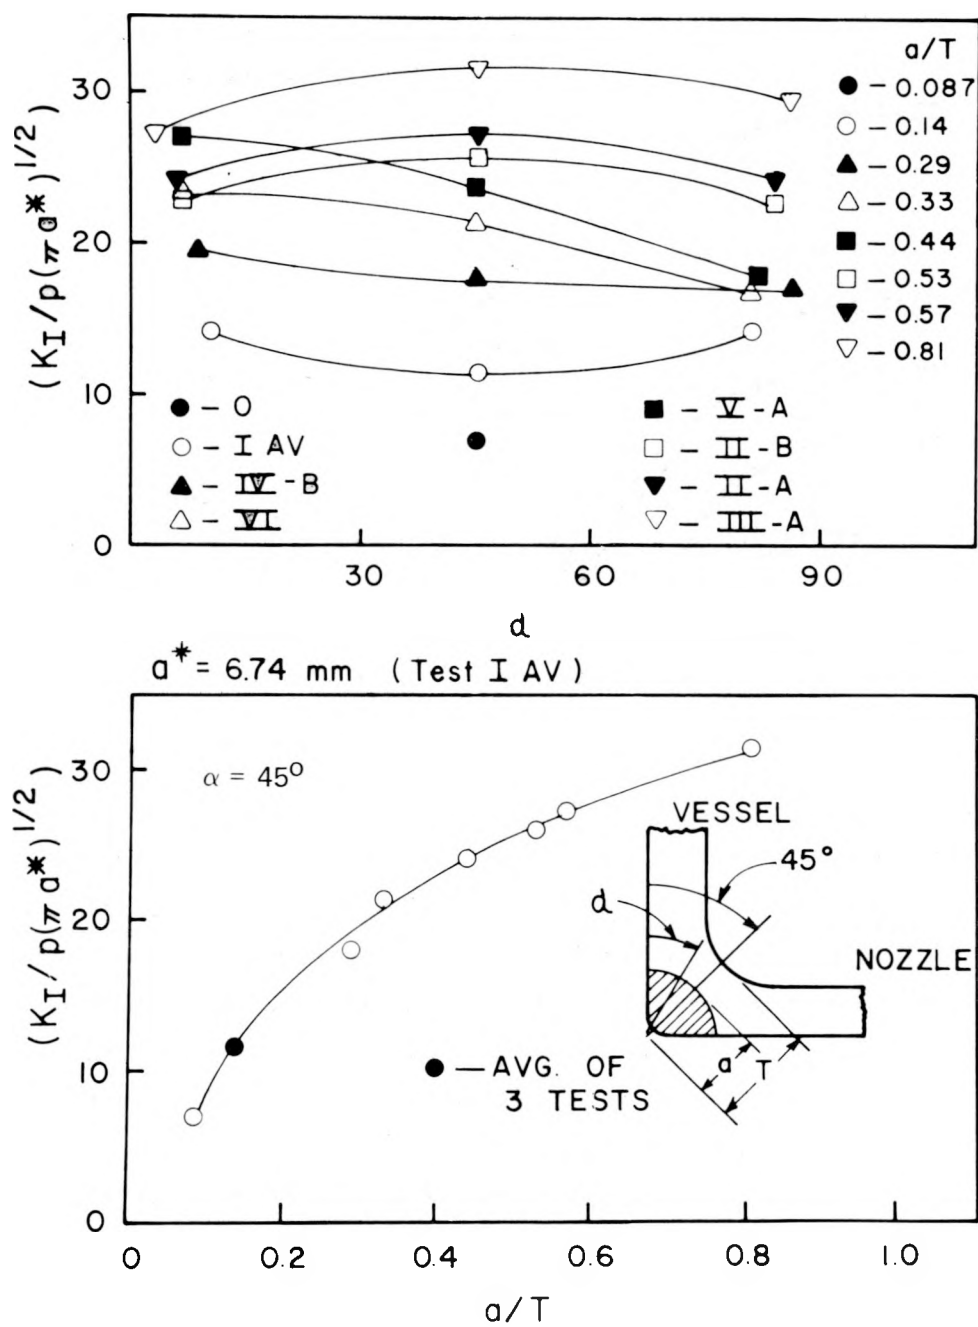 a/T
● – 0.087
○ – 0.14
▲ – 0.29
△ – 0.33
■ – 0.44
□ – 0.53
▼ – 0.57
▽ – 0.81
30
20
10
0
(K_I/p(πa*)^1/2
● – O
○ – I AV
▲ – IV-B
△ – VI
■ – V-A
□ – II-B
▼ – II-A
▽ – III-A
30 60 90
α
a* = 6.74 mm (Test I AV)
30
20
10
0
(K_I/p(πa*)^1/2)
α = 45°
VESSEL
45°
α
NOZZLE
a
T
● — AVG. OF
3 TESTS
0 0.2 0.4 0.6 0.8 1.0
a/T